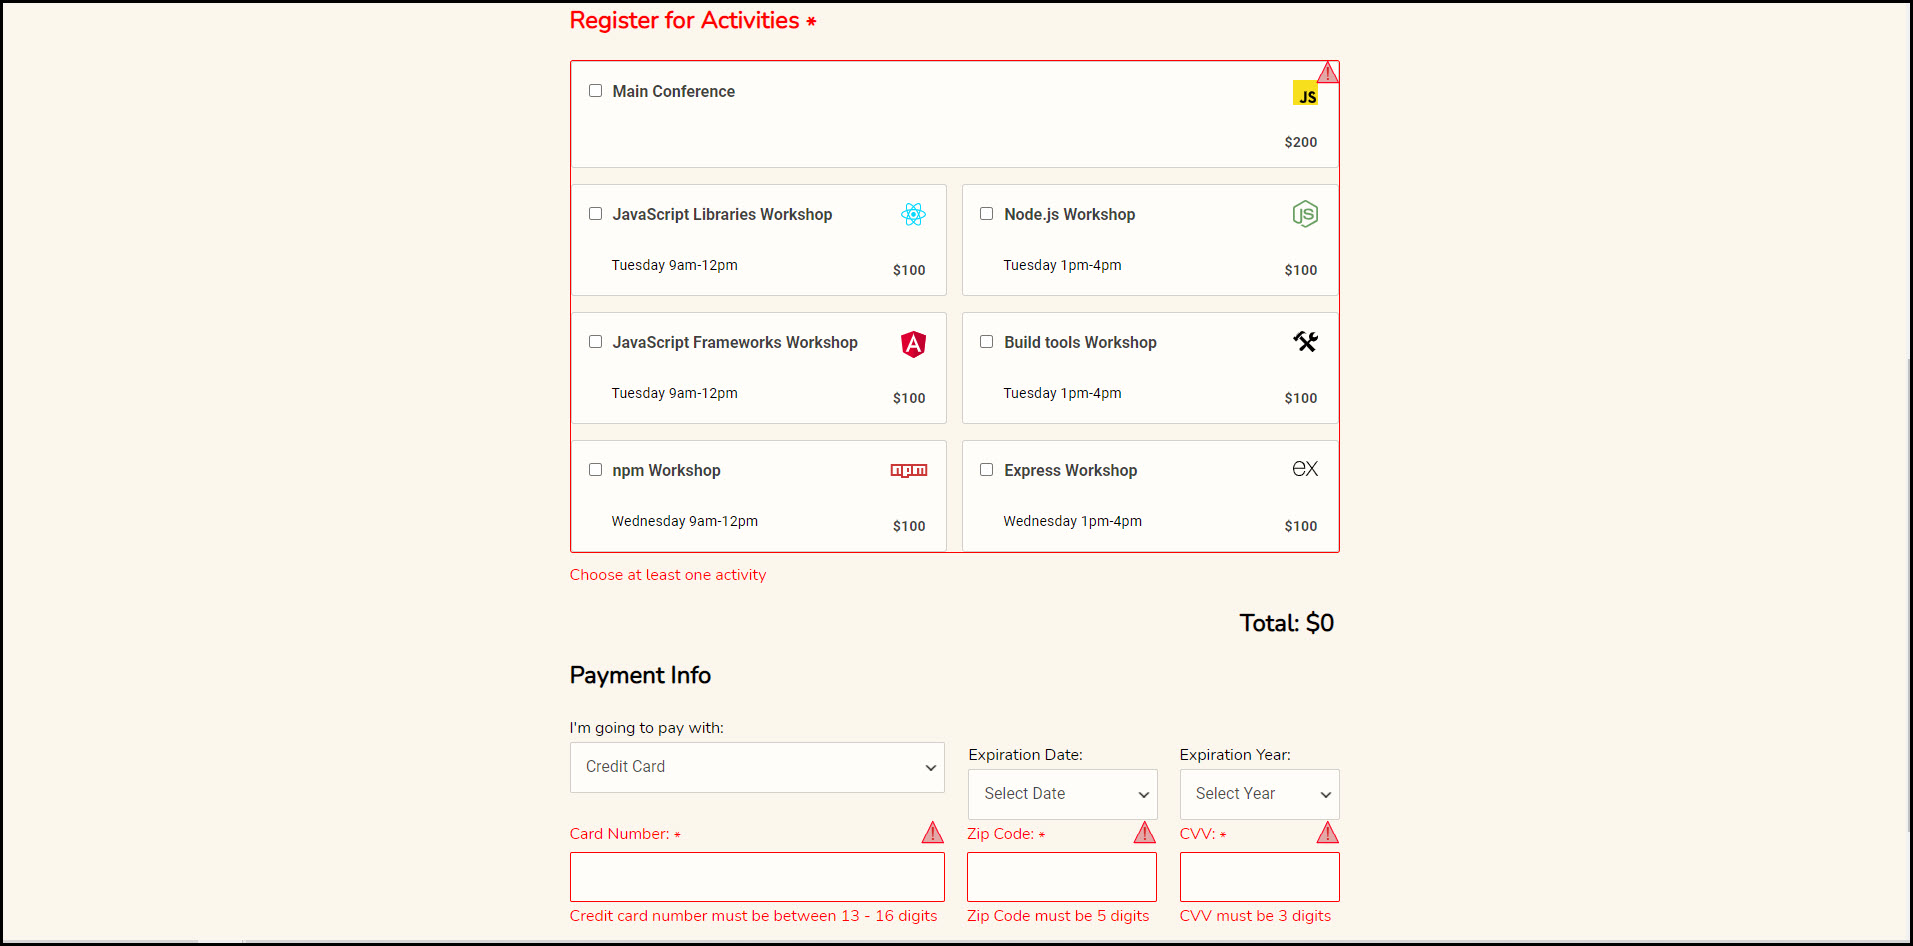 Register for Activities *
Main Conference
JS
$200
JavaScript Libraries Workshop
Tuesday 9am-12pm
$100
Node.js Workshop
JS
Tuesday 1pm-4pm
$100
JavaScript Frameworks Workshop
A
Tuesday 9am-12pm
$100
Build tools Workshop
Tuesday 1pm-4pm
$100
npm Workshop
npm
Wednesday 9am-12pm
$100
Express Workshop
ex
Wednesday 1pm-4pm
$100
Choose at least one activity
Total: $0
Payment Info
I'm going to pay with:
Credit Card
Expiration Date:
Select Date
Expiration Year:
Select Year
Card Number: *
Zip Code: *
CVV: *
Credit card number must be between 13 - 16 digits
Zip Code must be 5 digits
CVV must be 3 digits